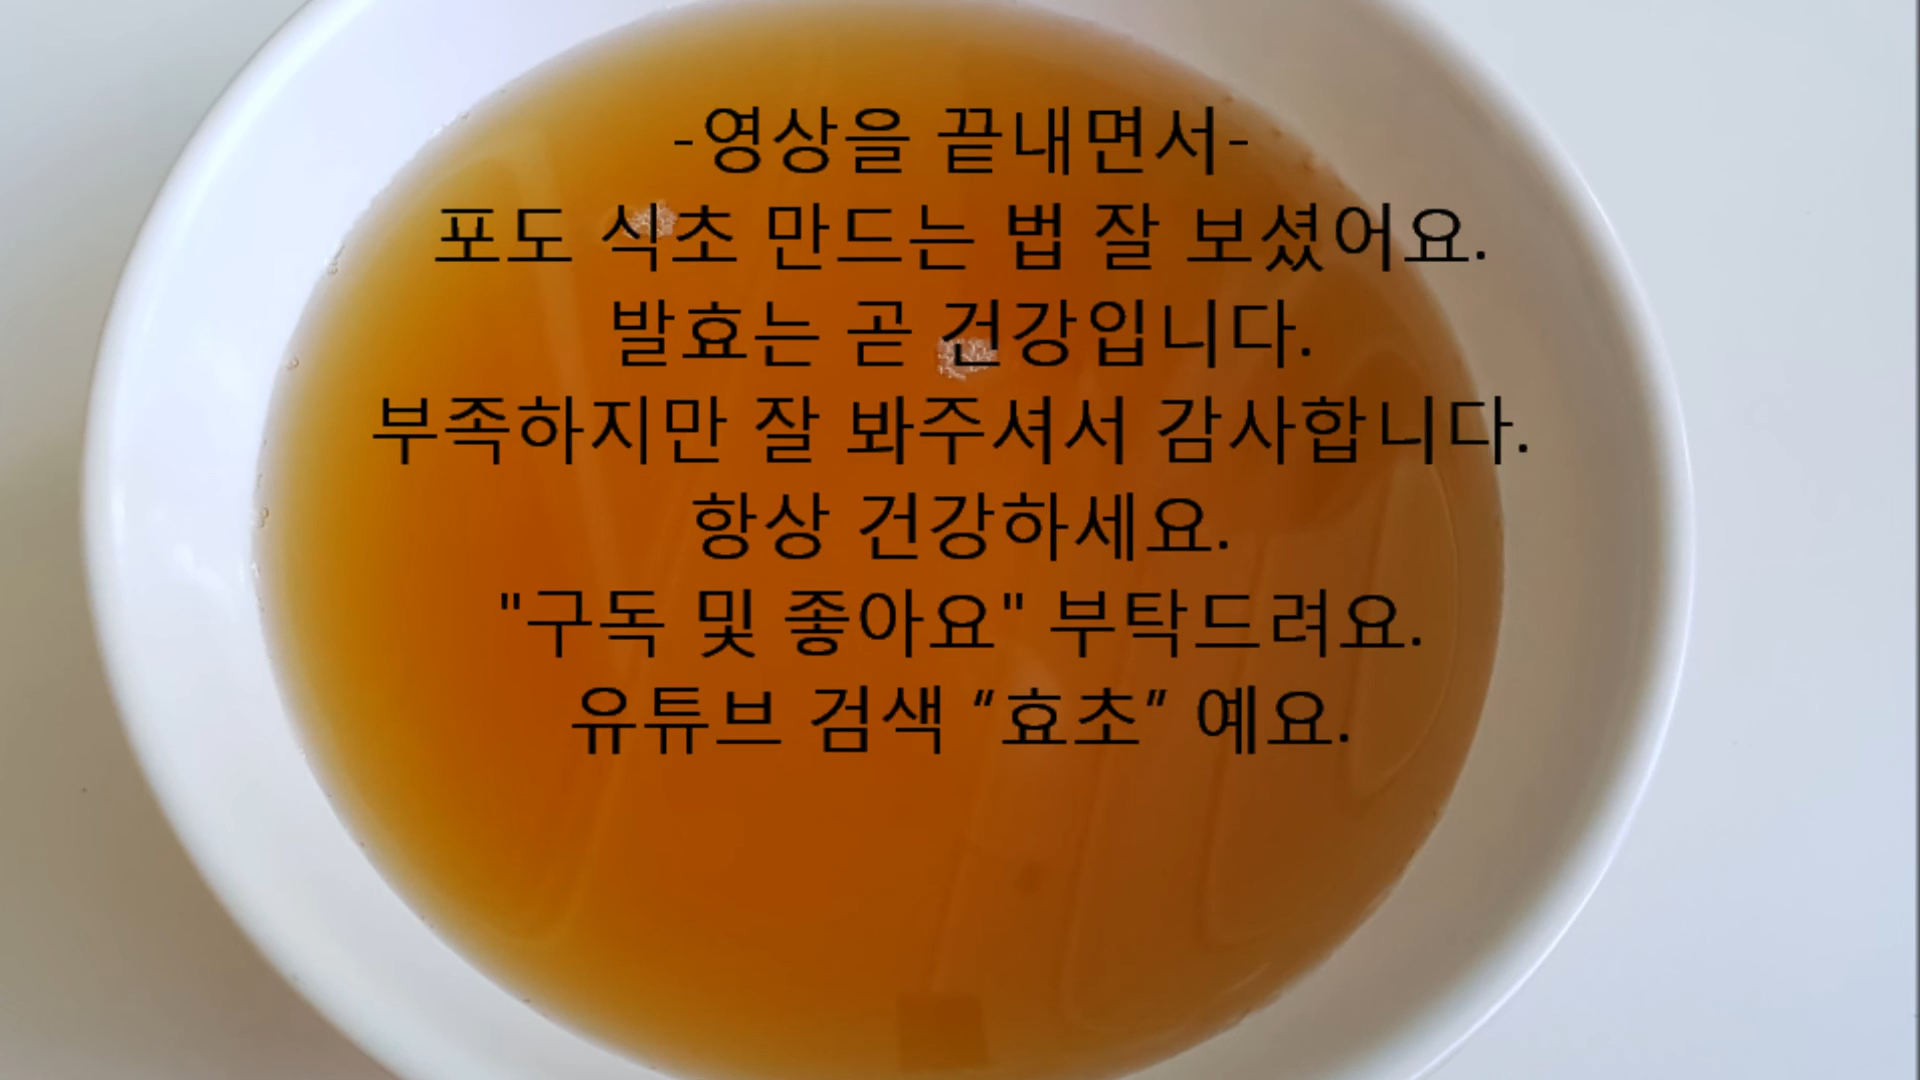 -영상을 끝내면서-
포도 식초 만드는 법 잘 보셨어요.
발효는 곧 건강입니다.
부족하지만 잘 봐주셔서 감사합니다.
항상 건강하세요.
"구독 및 좋아요" 부탁드려요.
유튜브 검색 “효초” 예요.